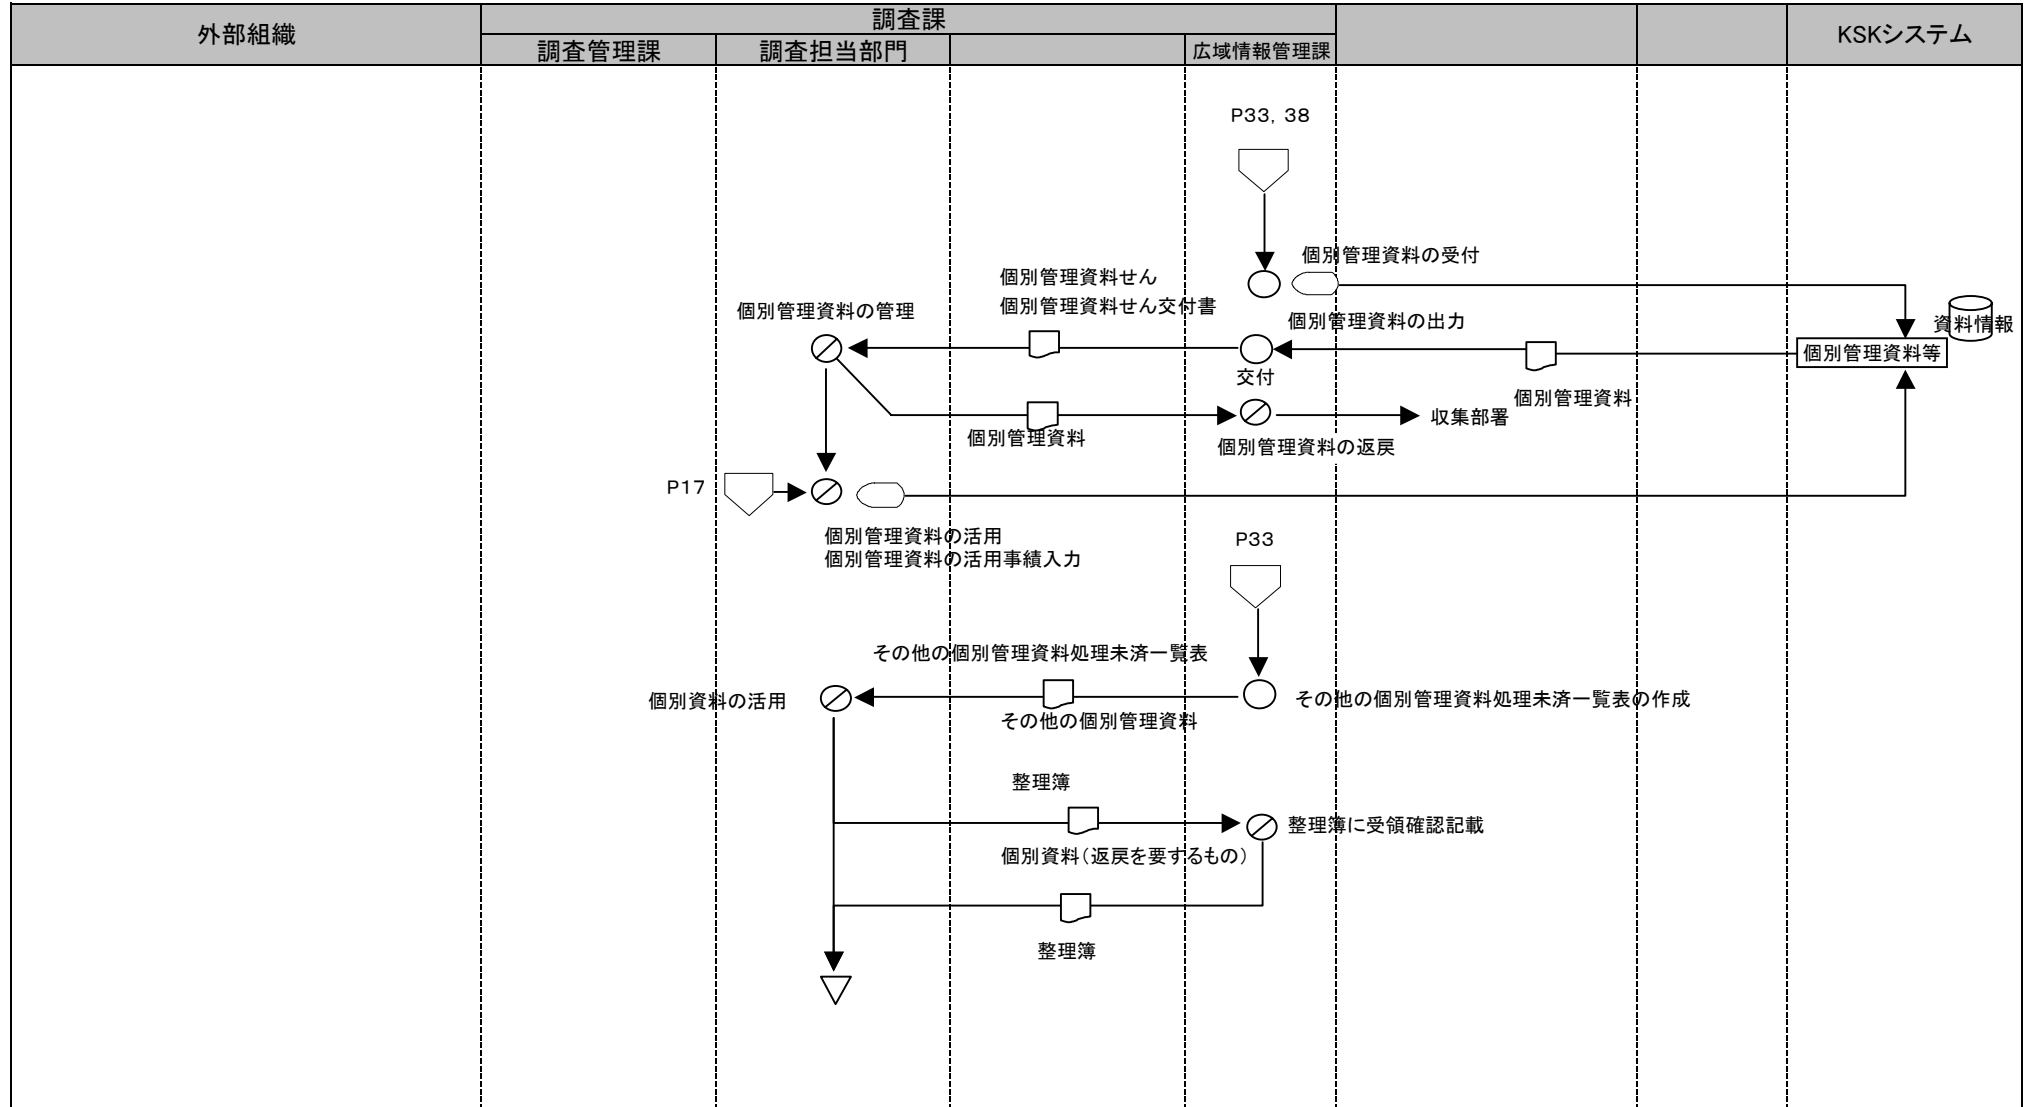 外部組織
調査課
KSKシステム
調査管理課
調査担当部門
広域情報管理課
P33, 38
個別管理資料の受付
個別管理資料せん
個別管理資料せん交付書
個別管理資料の管理
個別管理資料の出力
資料情報
個別管理資料等
交付
個別管理資料
収集部署
個別管理資料
個別管理資料の返戻
P17
個別管理資料の活用
個別管理資料の活用事績入力
P33
その他の個別管理資料処理未済一覧表
個別資料の活用
その他の個別管理資料処理未済一覧表の作成
その他の個別管理資料
整理簿
整理簿に受領確認記載
個別資料（返戻を要するもの）
整理簿